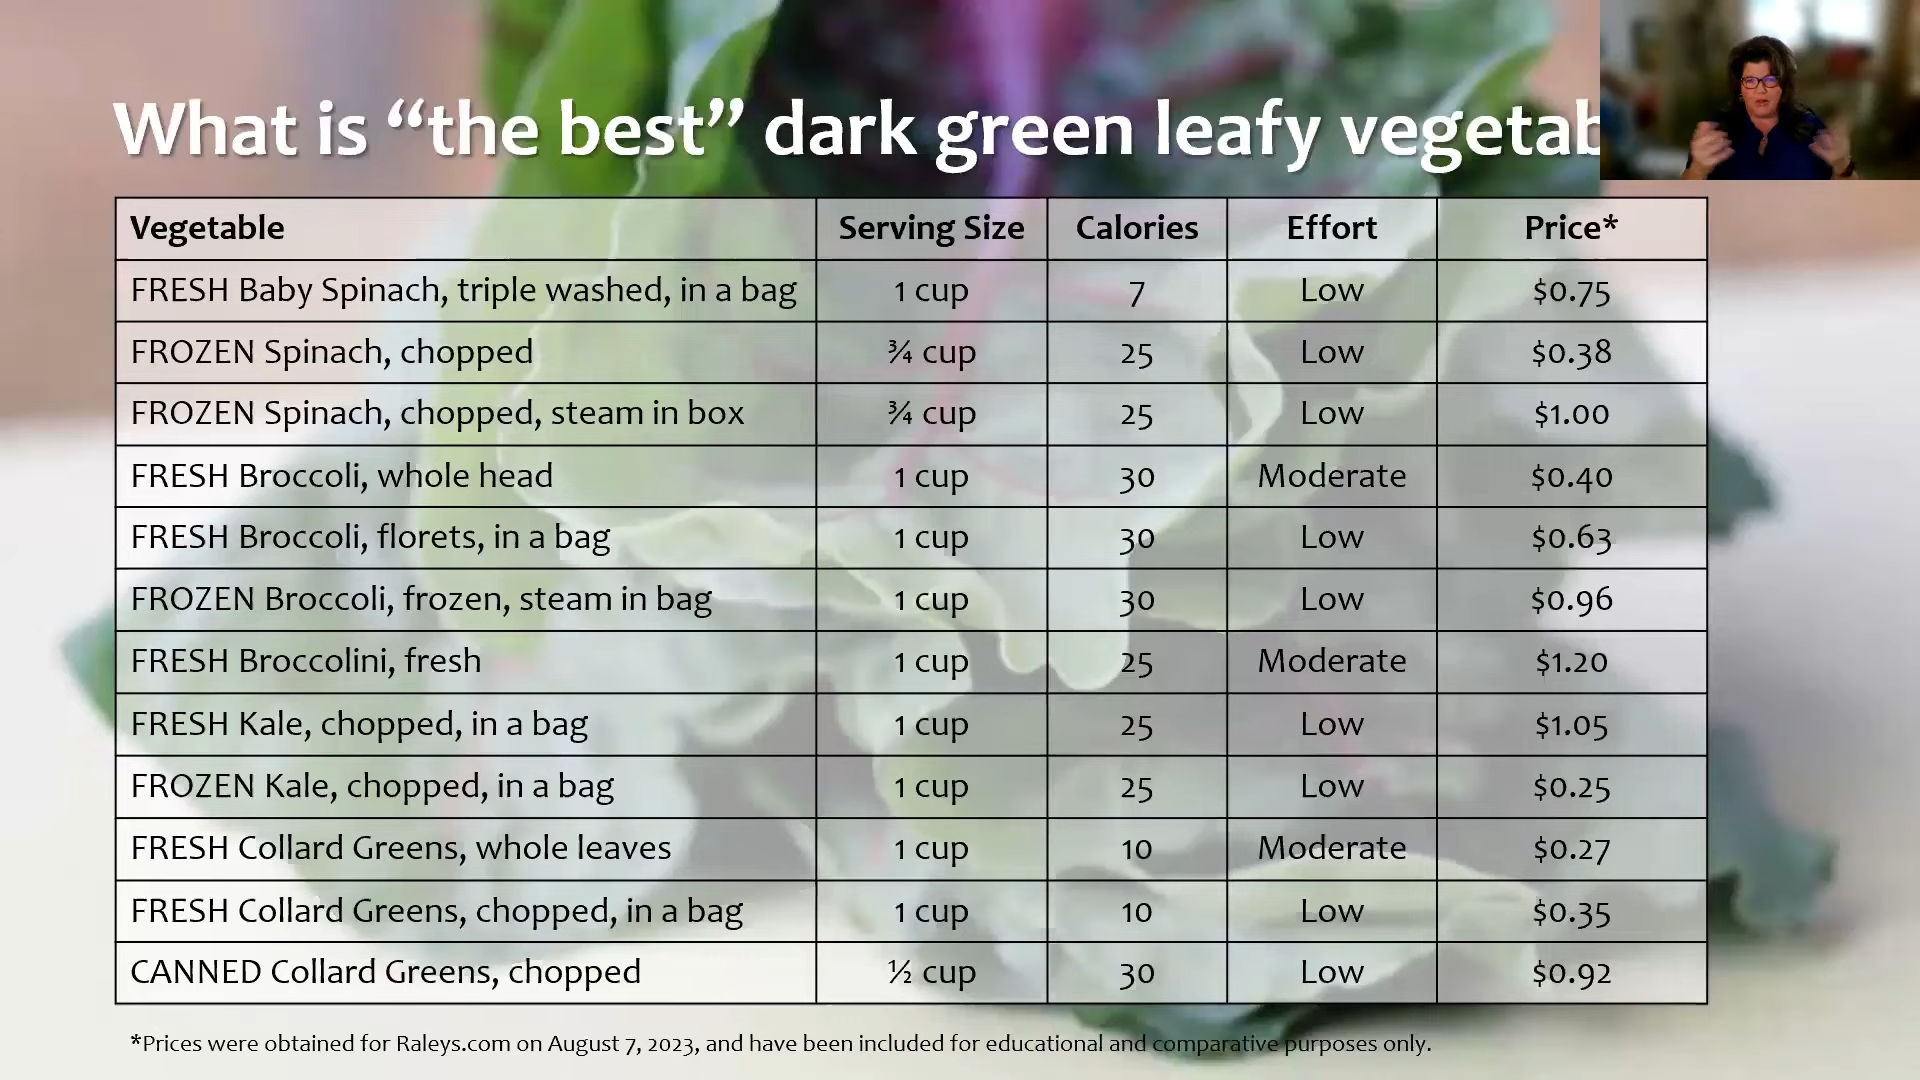 What is “the best” dark green leafy vegetab
Vegetable Serving Size Calories Effort Price*
FRESH Baby Spinach, triple washed, in a bag 1 cup 7 Low $0.75
FROZEN Spinach, chopped ¾ cup 25 Low $0.38
FROZEN Spinach, chopped, steam in box ¾ cup 25 Low $1.00
FRESH Broccoli, whole head 1 cup 30 Moderate $0.40
FRESH Broccoli, florets, in a bag 1 cup 30 Low $0.63
FROZEN Broccoli, frozen, steam in bag 1 cup 30 Low $0.96
FRESH Broccolini, fresh 1 cup 25 Moderate $1.20
FRESH Kale, chopped, in a bag 1 cup 25 Low $1.05
FROZEN Kale, chopped, in a bag 1 cup 25 Low $0.25
FRESH Collard Greens, whole leaves 1 cup 10 Moderate $0.27
FRESH Collard Greens, chopped, in a bag 1 cup 10 Low $0.35
CANNED Collard Greens, chopped ½ cup 30 Low $0.92
*Prices were obtained for Raleys.com on August 7, 2023, and have been included for educational and comparative purposes only.